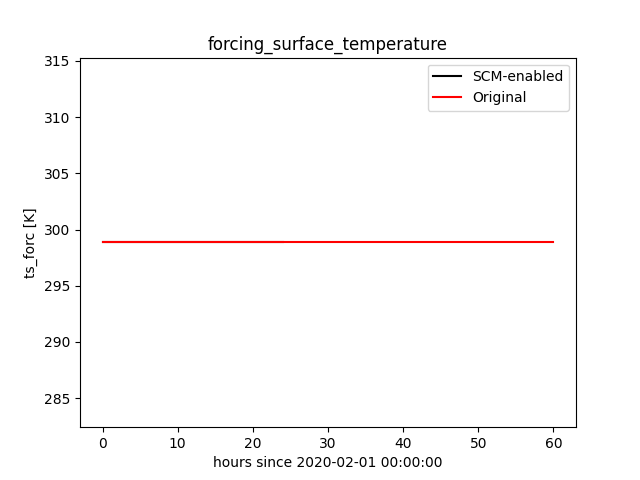 forcing_surface_temperature
ts_forc [K]
315
310
305
300
295
290
285
SCM-enabled
Original
0 10 20 30 40 50 60
hours since 2020-02-01 00:00:00